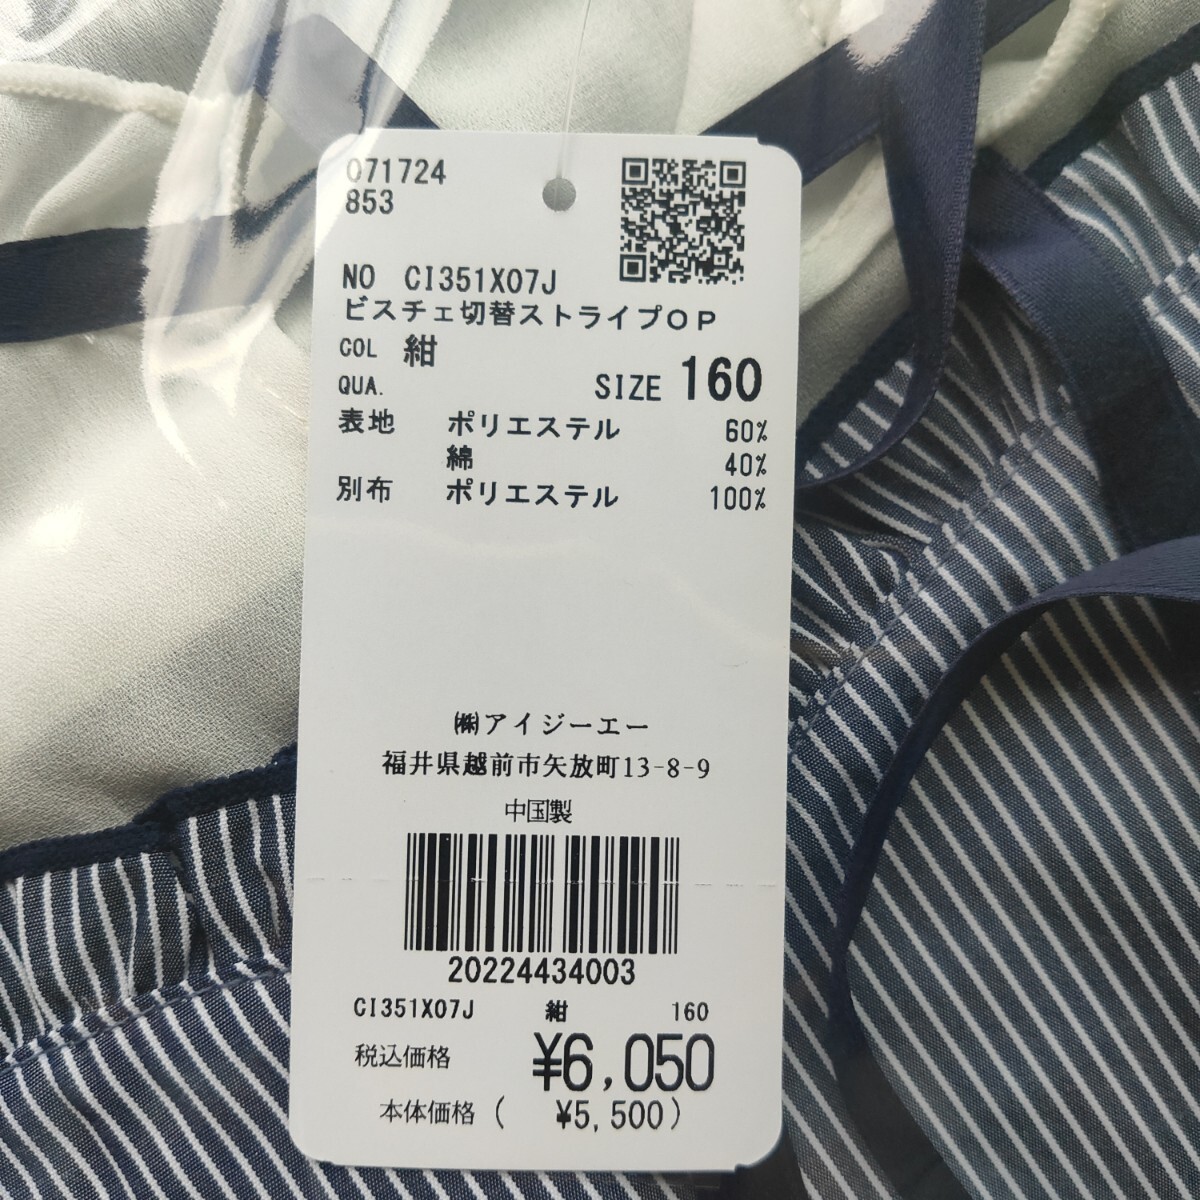 071724
853
NO CI351X07J
ビスチェ切替ストライプOP
COL 紺
QUA. SIZE 160
表地 ポリエステル 60%
綿 40%
別布 ポリエステル 100%
㈱アイジーエー
福井県越前市矢放町13-8-9
中国製
20224434003
CI351X07J 紺 160
税込価格 ¥6,050
本体価格( ¥5,500)